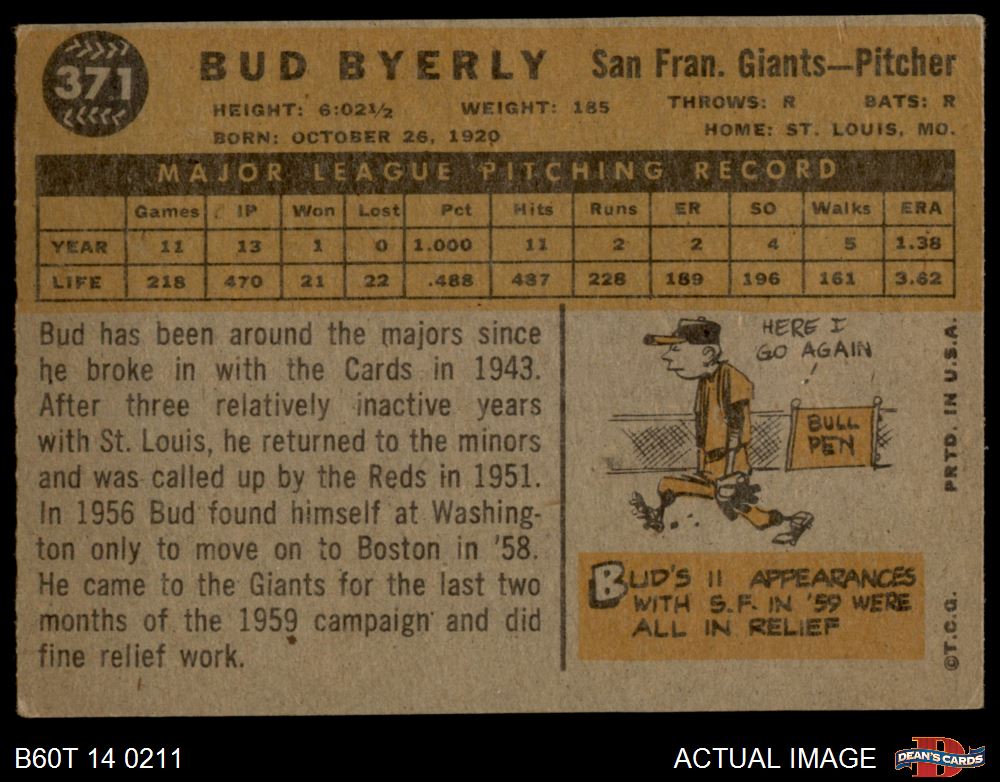 371
BUD BYERLY San Fran. Giants—Pitcher
HEIGHT: 6:02½ WEIGHT: 185 THROWS: R BATS: R
BORN: OCTOBER 26, 1920 HOME: ST. LOUIS, MO.
MAJOR LEAGUE PITCHING RECORD
Games IP Won Lost Pct Hits Runs ER SO Walks ERA
YEAR 11 13 1 0 1.000 11 2 2 4 5 1.38
LIFE 218 470 21 22 .488 487 228 189 196 161 3.62
Bud has been around the majors since
he broke in with the Cards in 1943.
After three relatively inactive years
with St. Louis, he returned to the minors
and was called up by the Reds in 1951.
In 1956 Bud found himself at Washing-
ton only to move on to Boston in '58.
He came to the Giants for the last two
months of the 1959 campaign and did
fine relief work.
HERE I
GO AGAIN
BULL
PEN
BUD'S 11 APPEARANCES
WITH S.F. IN '59 WERE
ALL IN RELIEF
PRTD. IN U.S.A.
©T.C.G.
B60T 14 0211 ACTUAL IMAGE
D
DEAN'S CARDS